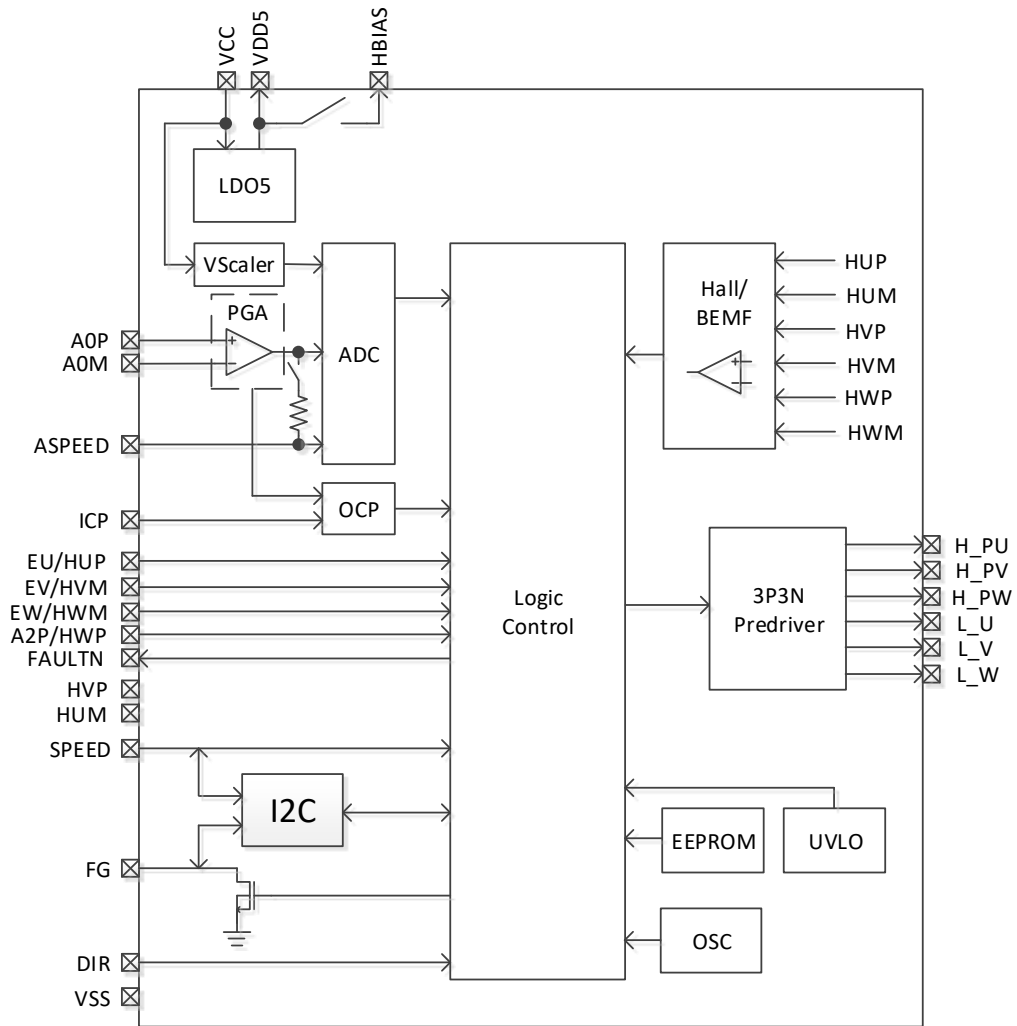 VCC
VDD5
HBIAS
LDO5
VScaler
PGA
ADC
A0P
A0M
ASPEED
OCP
ICP
EU/HUP
EV/HVM
EW/HWM
A2P/HWP
FAULTN
HVP
HUM
SPEED
I2C
FG
DIR
VSS
Logic
Control
Hall/
BEMF
HUP
HUM
HVP
HVM
HWP
HWM
3P3N
Predriver
H_PU
H_PV
H_PW
L_U
L_V
L_W
EEPROM
UVLO
OSC